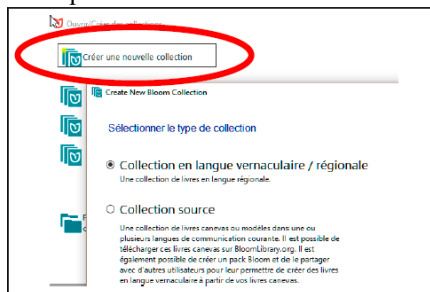 Ouvrir/Créer des collections
Créer une nouvelle collection
Create New Bloom Collection
Sélectionner le type de collection
Collection en langue vernaculaire / régionale
Une collection de livres en langue régionale.
Collection source
Une collection de livres canevas ou modèles dans une ou
plusieurs langues de communication courante. Il est possible de
télécharger ces livres canevas sur BloomLibrary.org. Il est
également possible de créer un pack Bloom et de le partager
avec d'autres utilisateurs pour leur permettre de créer des livres
en langue vernaculaire à partir de vos livres canevas.